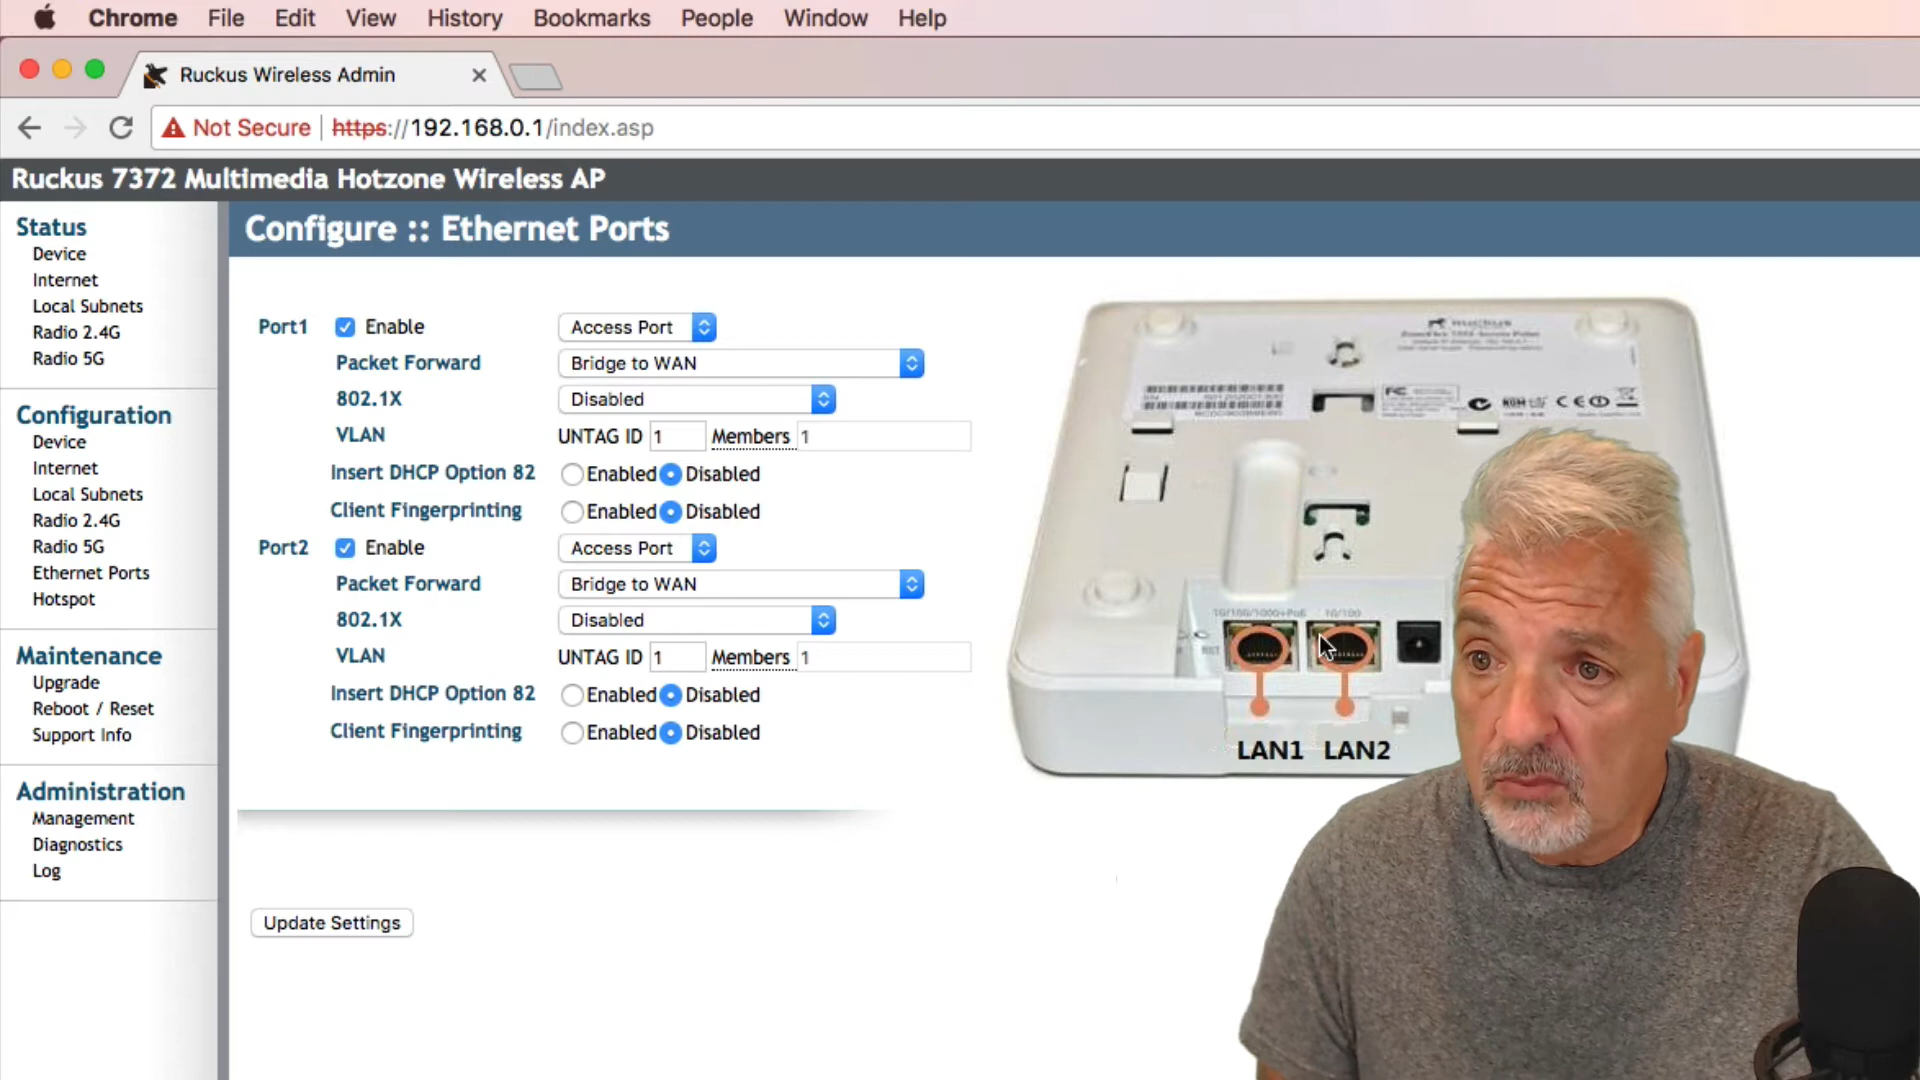 Chrome File Edit View History Bookmarks People Window Help
Ruckus Wireless Admin
Not Secure | https://192.168.0.1/index.asp
Ruckus 7372 Multimedia Hotzone Wireless AP
Status
Device
Internet
Local Subnets
Radio 2.4G
Radio 5G
Configuration
Device
Internet
Local Subnets
Radio 2.4G
Radio 5G
Ethernet Ports
Hotspot
Maintenance
Upgrade
Reboot / Reset
Support Info
Administration
Management
Diagnostics
Log
Configure :: Ethernet Ports
Port1 Enable Access Port
Packet Forward Bridge to WAN
802.1X Disabled
VLAN UNTAG ID 1 Members 1
Insert DHCP Option 82 Enabled Disabled
Client Fingerprinting Enabled Disabled
Port2 Enable Access Port
Packet Forward Bridge to WAN
802.1X Disabled
VLAN UNTAG ID 1 Members 1
Insert DHCP Option 82 Enabled Disabled
Client Fingerprinting Enabled Disabled
Update Settings
10/100/1000+PoE 10/100
LAN1 LAN2